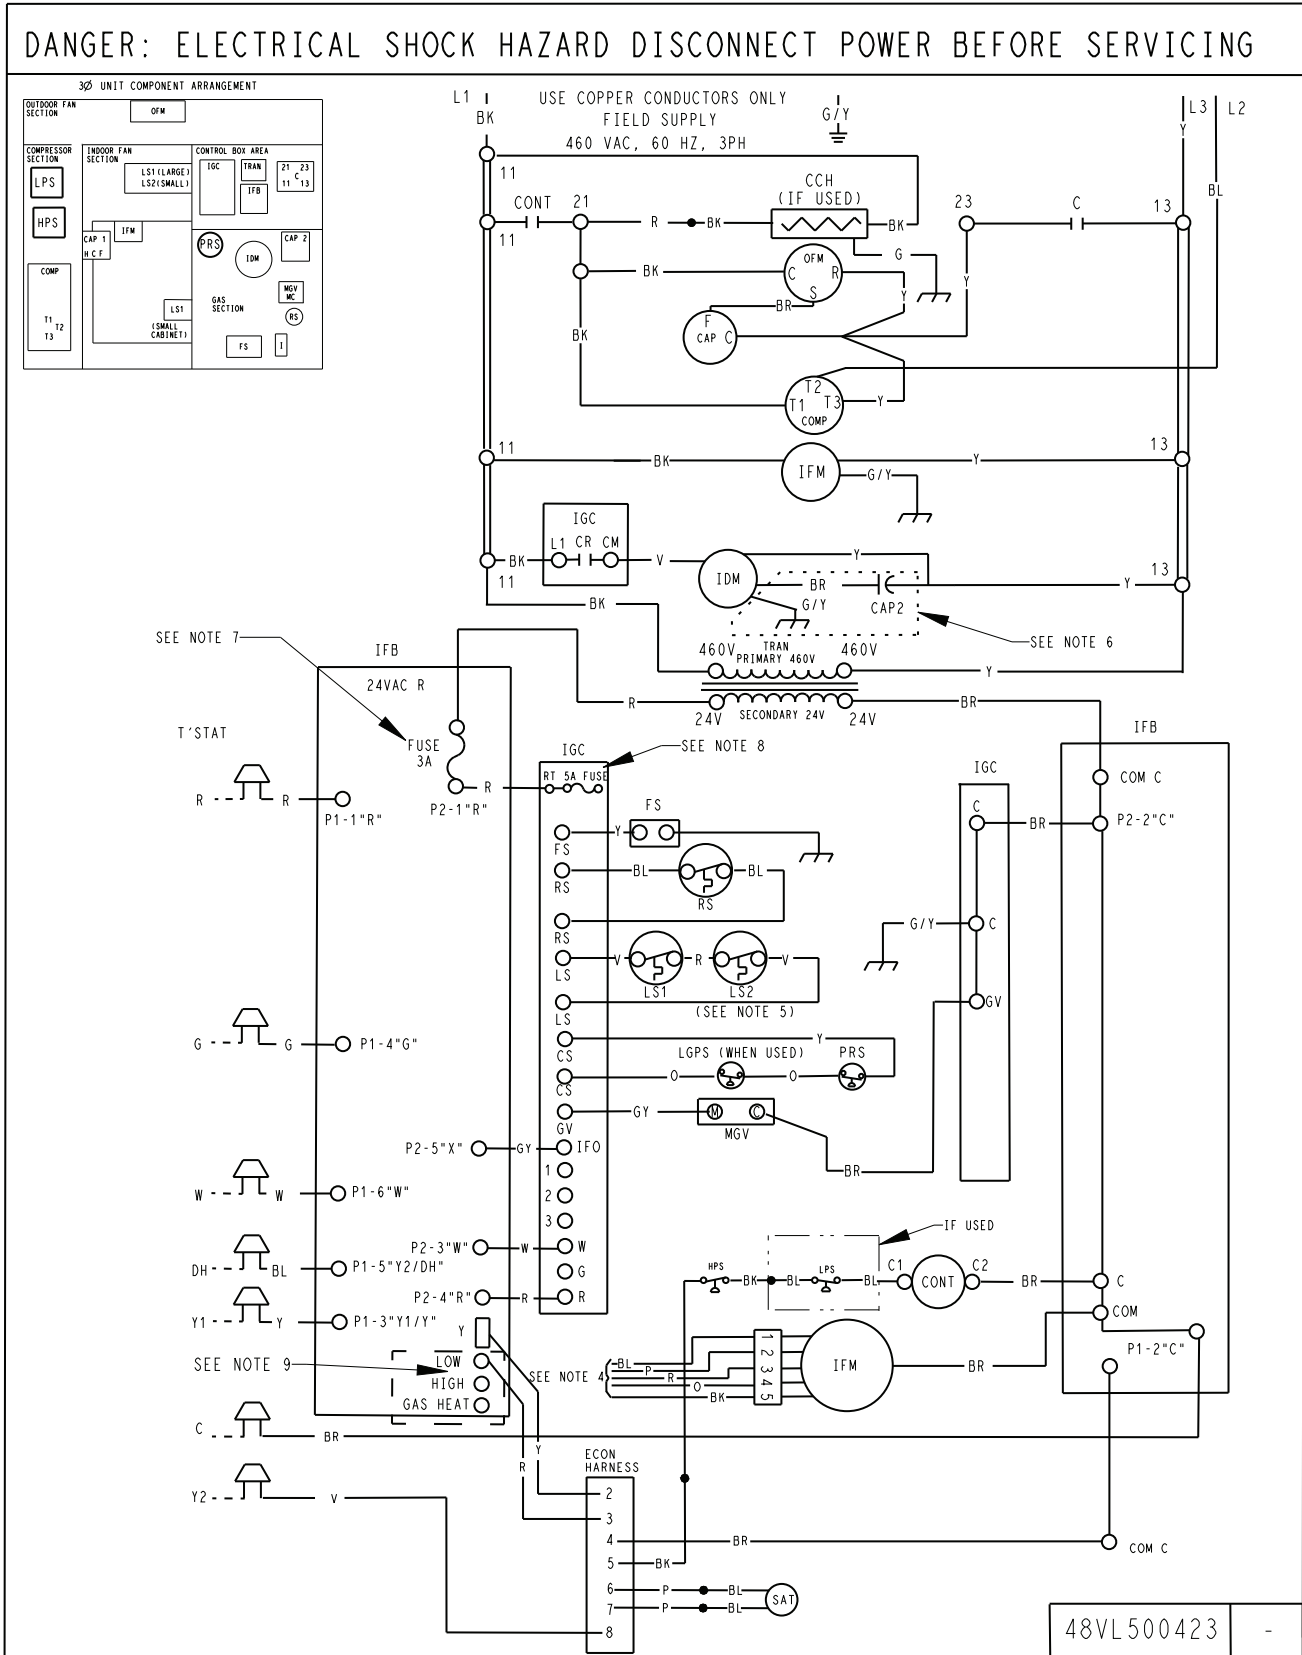 DANGER: ELECTRICAL SHOCK HAZARD DISCONNECT POWER BEFORE SERVICING
3Ø UNIT COMPONENT ARRANGEMENT
OUTDOOR FAN
SECTION
OFM
COMPRESSOR
SECTION
INDOOR FAN
SECTION
CONTROL BOX AREA
LPS
LS1(LARGE)
LS2(SMALL)
IGC
TRAN
IFB
21 23
C
11 13
HPS
IFM
CAP 1
H C F
PRS
IDM
CAP 2
COMP
T1
T2
T3
GAS
SECTION
MGV
MC
RS
LS1
(SMALL
CABINET)
FS
I
L1
BK
USE COPPER CONDUCTORS ONLY
FIELD SUPPLY
460 VAC, 60 HZ, 3PH
G/Y
L3
L2
Y
BL
11
CONT
21
R
BK
CCH
(IF USED)
BK
23
C
13
11
G
BK
OFM
C
R
S
Y
Y
BR
F
CAP C
BK
T2
T1
T3
COMP
Y
11
BK
IFM
G/Y
Y
13
IGC
L1 CR CM
BK
V
IDM
Y
BR
G/Y
CAP2
Y
13
11
BK
SEE NOTE 6
SEE NOTE 7
IFB
24VAC R
460V
TRAN
PRIMARY 460V
460V
Y
R
24V
SECONDARY 24V
24V
BR
T'STAT
FUSE
3A
IGC
SEE NOTE 8
IFB
RT 5A FUSE
IGC
COM C
R
R
P1-1"R"
P2-1"R"
R
C
BR
P2-2"C"
FS
Y
FS
BL
BL
RS
RS
RS
V
R
V
LS
LS1
LS2
(SEE NOTE 5)
LS
G/Y
C
GV
G
G
P1-4"G"
Y
CS
LGPS (WHEN USED)
PRS
O
O
CS
GY
M
C
MGV
GV
BR
P2-5"X"
GY
IFO
1
2
3
W
W
P1-6"W"
P2-3"W"
W
W
IF USED
DH
BL
P1-5"Y2/DH"
G
HPS
BK
BL
LPS
BL
C1
CONT
C2
BR
C
P2-4"R"
R
R
Y1
Y
P1-3"Y1/Y"
Y
COM
SEE NOTE 9
LOW
HIGH
GAS HEAT
SEE NOTE 4
BL
P
R
O
BK
1
2
3
4
5
IFM
BR
P1-2"C"
C
BR
Y
R
ECON
HARNESS
Y2
V
2
3
4
BR
COM C
5
BK
6
P
BL
SAT
7
P
BL
8
48VL500423
-